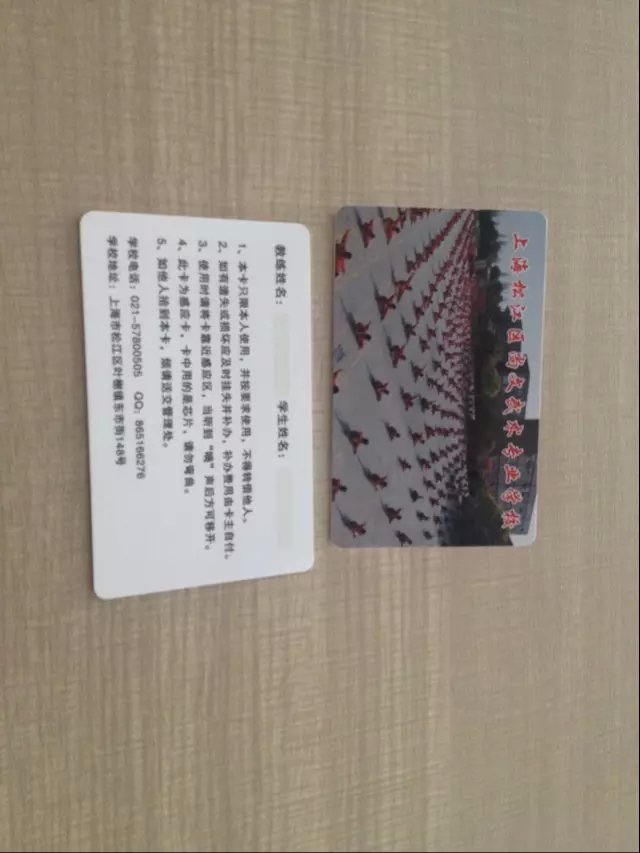 上海松江区尚文武术专业学校
教练姓名： 学生姓名：
1、本卡只限本人使用，并按要求使用，不得转借他人。
2、如有遗失或损坏应及时挂失并补办，补办费用由卡主自付。
3、使用时请将卡靠近感应区，当听到“嘀”声后方可移开。
4、此卡为感应卡，卡中用的是芯片，请勿弯曲。
5、如他人拾到本卡，烦请送交管理处。
学校电话：021-57800505 QQ：865166276
学校地址：上海市松江区叶榭镇东市街148号